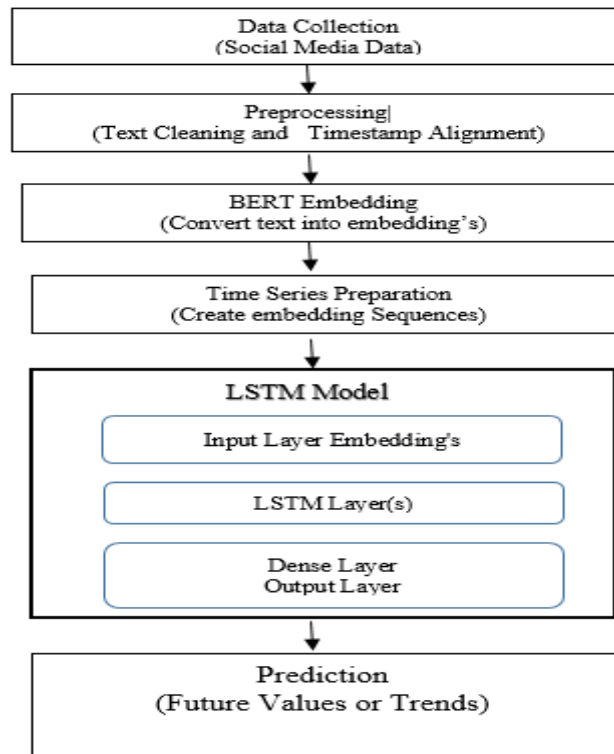 Data Collection
(Social Media Data)
Preprocessing|
(Text Cleaning and Timestamp Alignment)
BERT Embedding
(Convert text into embedding's)
Time Series Preparation
(Create embedding Sequences)
LSTM Model
Input Layer Embedding's
LSTM Layer(s)
Dense Layer
Output Layer
Prediction
(Future Values or Trends)